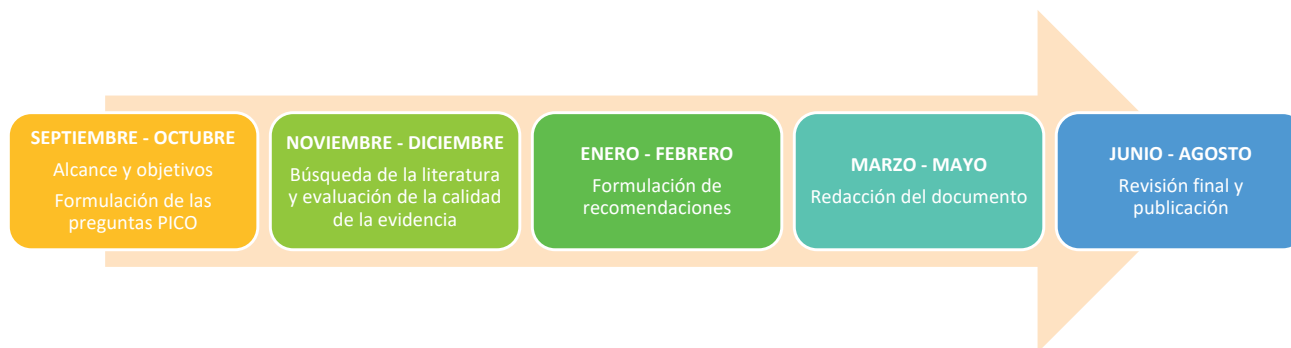 SEPTIEMBRE - OCTUBRE
Alcance y objetivos
Formulación de las
preguntas PICO
NOVIEMBRE - DICIEMBRE
Búsqueda de la literatura
y evaluación de la calidad
de la evidencia
ENERO - FEBRERO
Formulación de
recomendaciones
MARZO - MAYO
Redacción del documento
JUNIO - AGOSTO
Revisión final y
publicación